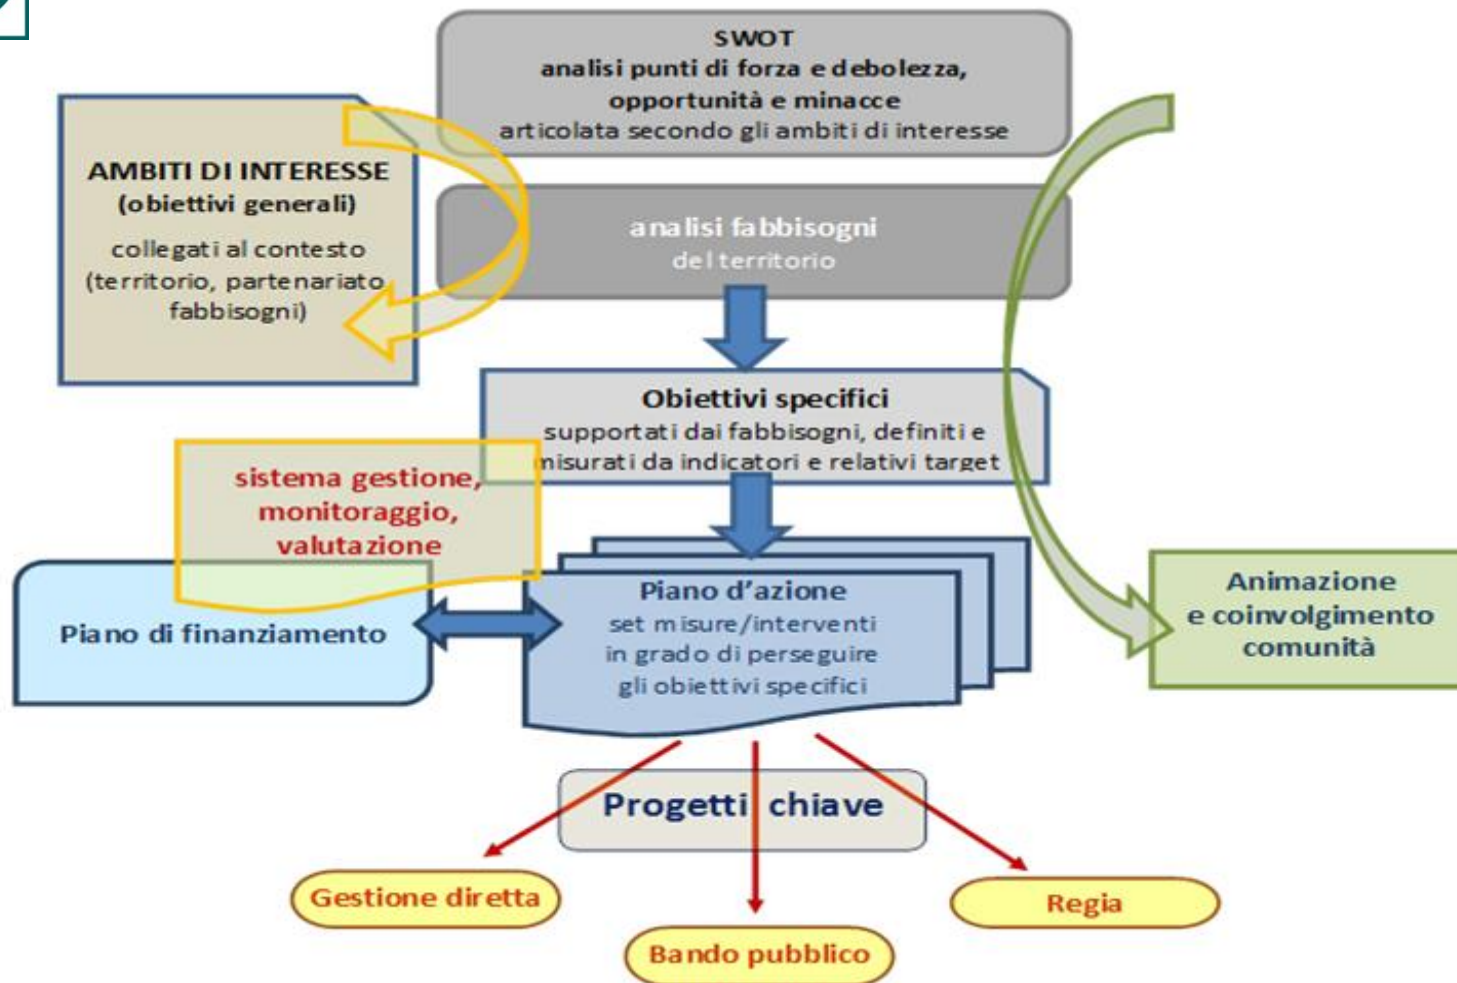 SWOT
analisi punti di forza e debolezza,
opportunità e minacce
articolata secondo gli ambiti di interesse
AMBITI DI INTERESSE
(obiettivi generali)
collegati al contesto
(territorio, partenariato
fabbisogni)
analisi fabbisogni
del territorio
Obiettivi specifici
supportati dai fabbisogni, definiti e
misurati da indicatori e relativi target
sistema gestione,
monitoraggio,
valutazione
Piano di finanziamento
Piano d'azione
set misure/interventi
in grado di perseguire
gli obiettivi specifici
Animazione
e coinvolgimento
comunità
Progetti chiave
Gestione diretta
Bando pubblico
Regia